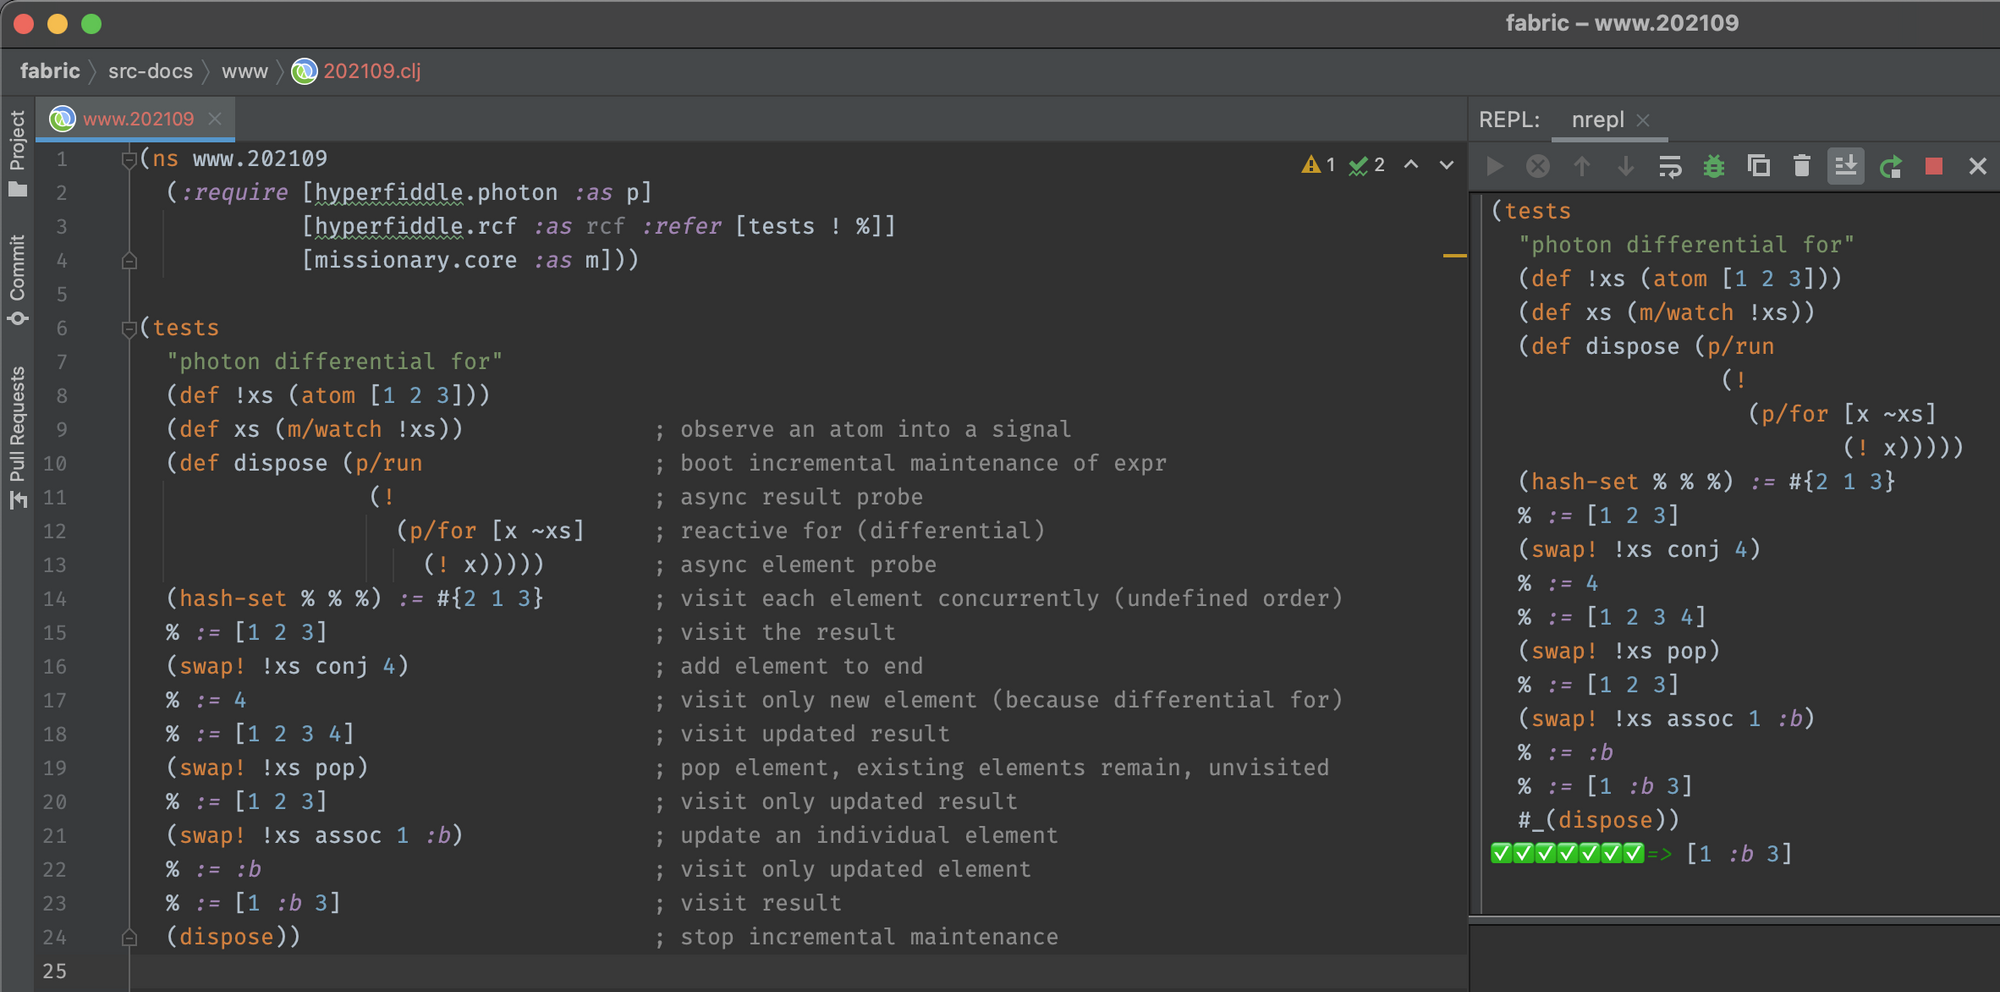 fabric – www.202109
fabric src-docs www 202109.clj
www.202109
Project
Commit
Pull Requests
1 2
1 (ns www.202109
2 (:require [hyperfiddle.photon :as p]
3 [hyperfiddle.rcf :as rcf :refer [tests ! %]]
4 [missionary.core :as m]))
5
6 (tests
7 "photon differential for"
8 (def !xs (atom [1 2 3]))
9 (def xs (m/watch !xs)) ; observe an atom into a signal
10 (def dispose (p/run ; boot incremental maintenance of expr
11 (! ; async result probe
12 (p/for [x ~xs] ; reactive for (differential)
13 (! x))))) ; async element probe
14 (hash-set % % %) := #{2 1 3} ; visit each element concurrently (undefined order)
15 % := [1 2 3] ; visit the result
16 (swap! !xs conj 4) ; add element to end
17 % := 4 ; visit only new element (because differential for)
18 % := [1 2 3 4] ; visit updated result
19 (swap! !xs pop) ; pop element, existing elements remain, unvisited
20 % := [1 2 3] ; visit only updated result
21 (swap! !xs assoc 1 :b) ; update an individual element
22 % := :b ; visit only updated element
23 % := [1 :b 3] ; visit result
24 (dispose)) ; stop incremental maintenance
25
REPL: nrepl
(tests
"photon differential for"
(def !xs (atom [1 2 3]))
(def xs (m/watch !xs))
(def dispose (p/run
(!
(p/for [x ~xs]
(! x)))))
(hash-set % % %) := #{2 1 3}
% := [1 2 3]
(swap! !xs conj 4)
% := 4
% := [1 2 3 4]
(swap! !xs pop)
% := [1 2 3]
(swap! !xs assoc 1 :b)
% := :b
% := [1 :b 3]
#_(dispose))
✅✅✅✅✅✅✅=> [1 :b 3]